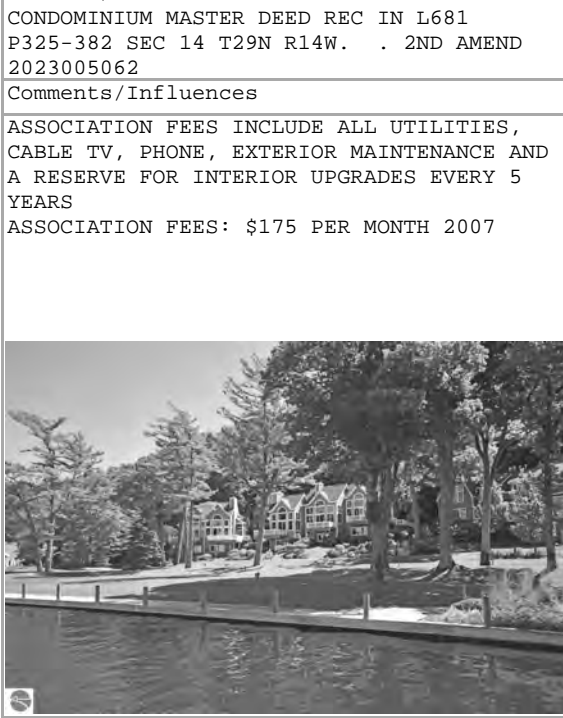 CONDOMINIUM MASTER DEED REC IN L681
P325-382 SEC 14 T29N R14W. . 2ND AMEND
2023005062
Comments/Influences
ASSOCIATION FEES INCLUDE ALL UTILITIES,
CABLE TV, PHONE, EXTERIOR MAINTENANCE AND
A RESERVE FOR INTERIOR UPGRADES EVERY 5
YEARS
ASSOCIATION FEES: $175 PER MONTH 2007